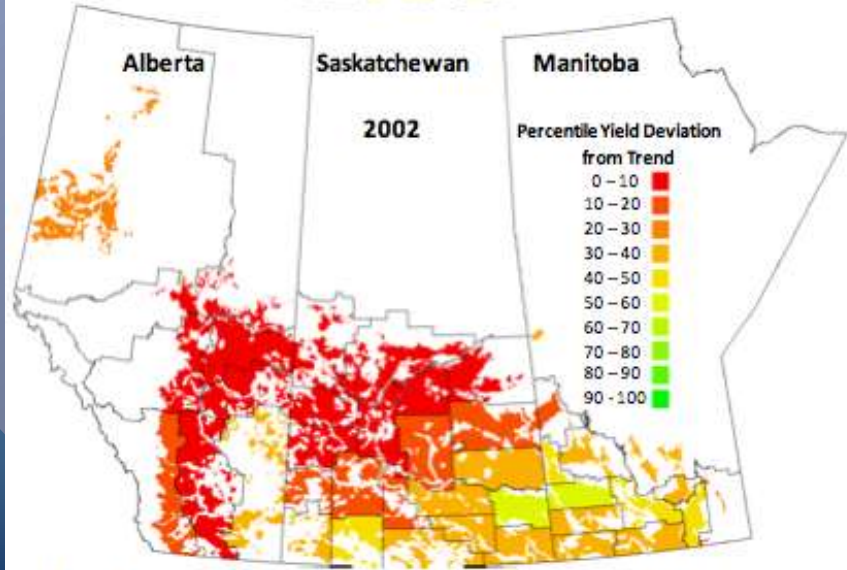 Alberta Saskatchewan Manitoba
2002
Percentile Yield Deviation
from Trend
0 – 10
10 – 20
20 – 30
30 – 40
40 – 50
50 – 60
60 – 70
70 – 80
80 – 90
90 - 100